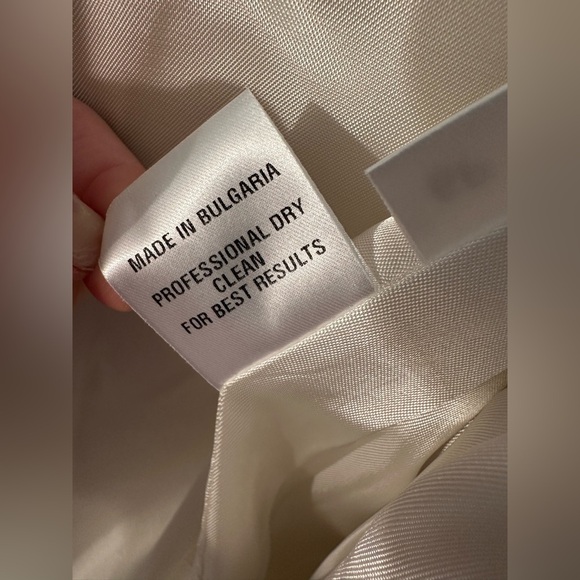 MADE IN BULGARIA
PROFESSIONAL DRY
CLEAN
FOR BEST RESULTS